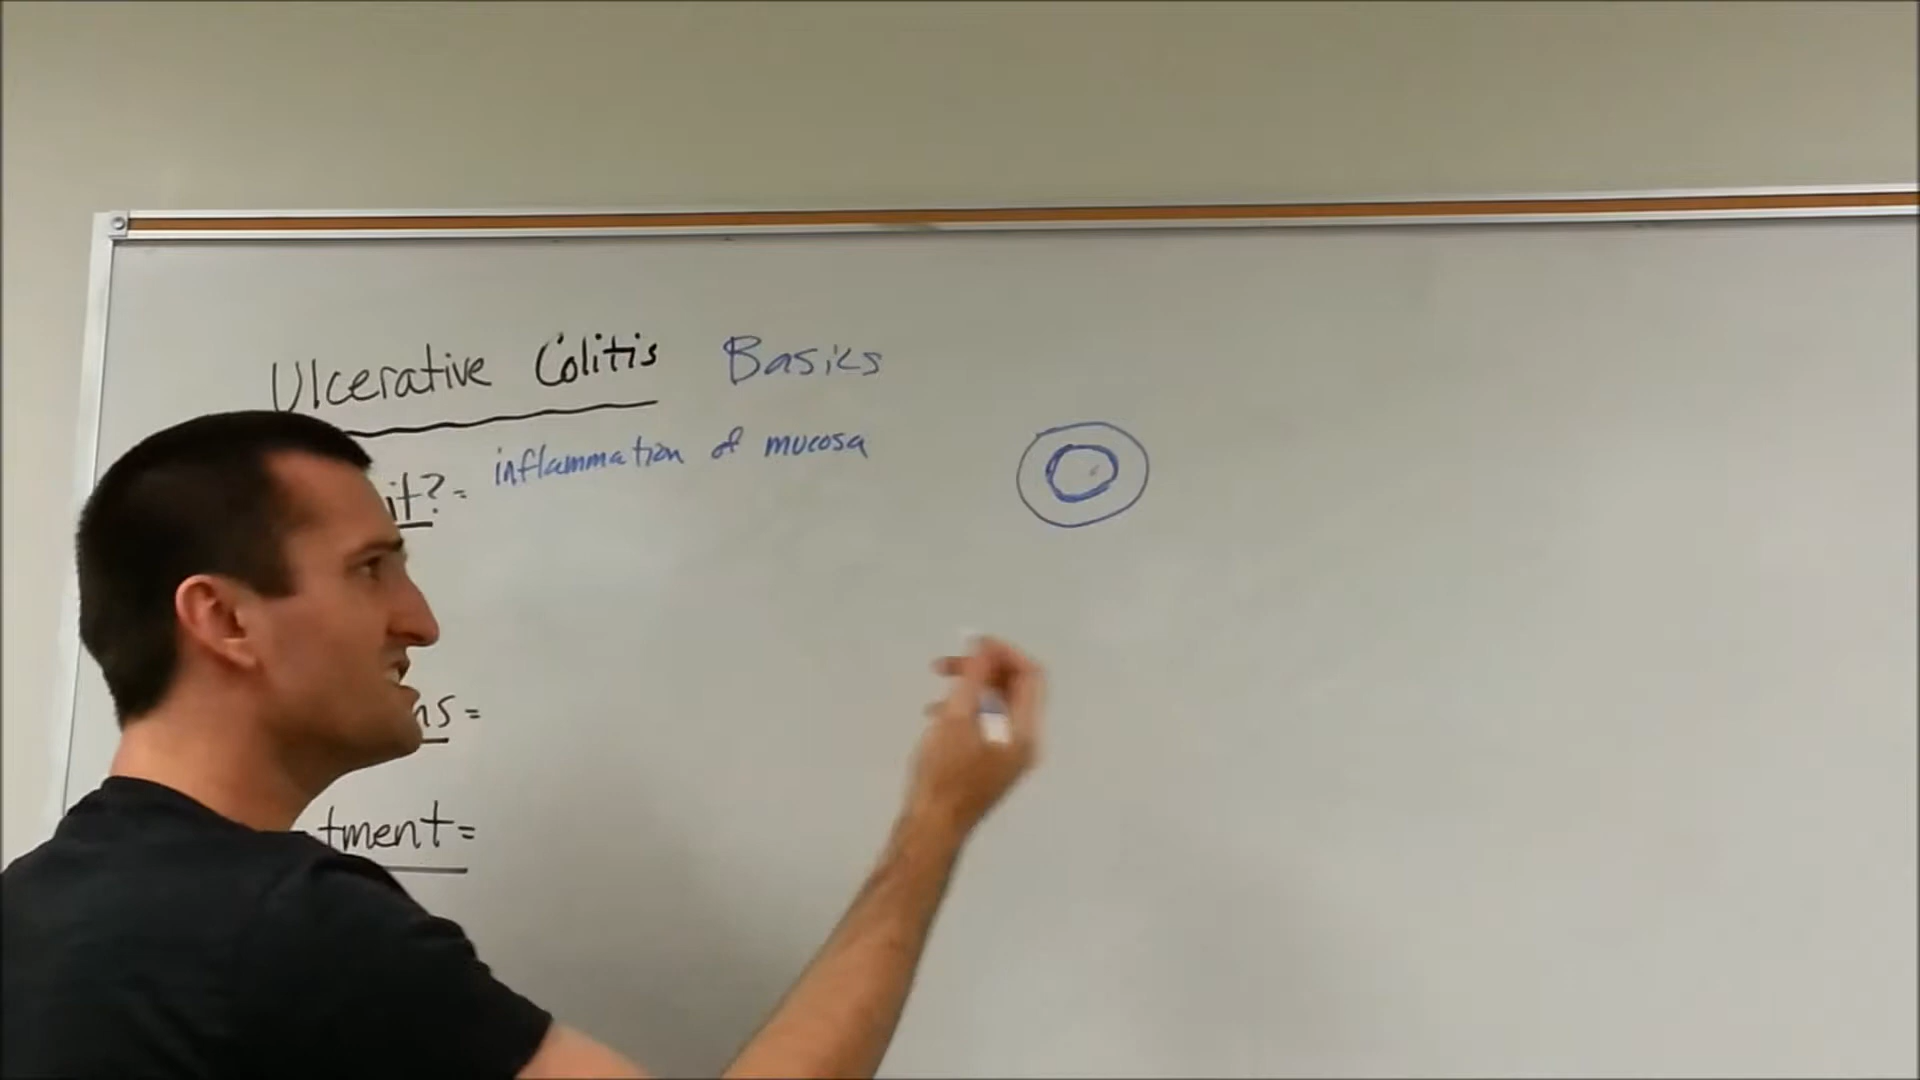 Ulcerative Colitis Basics
it? = inflammation of mucosa
ns =
tment =